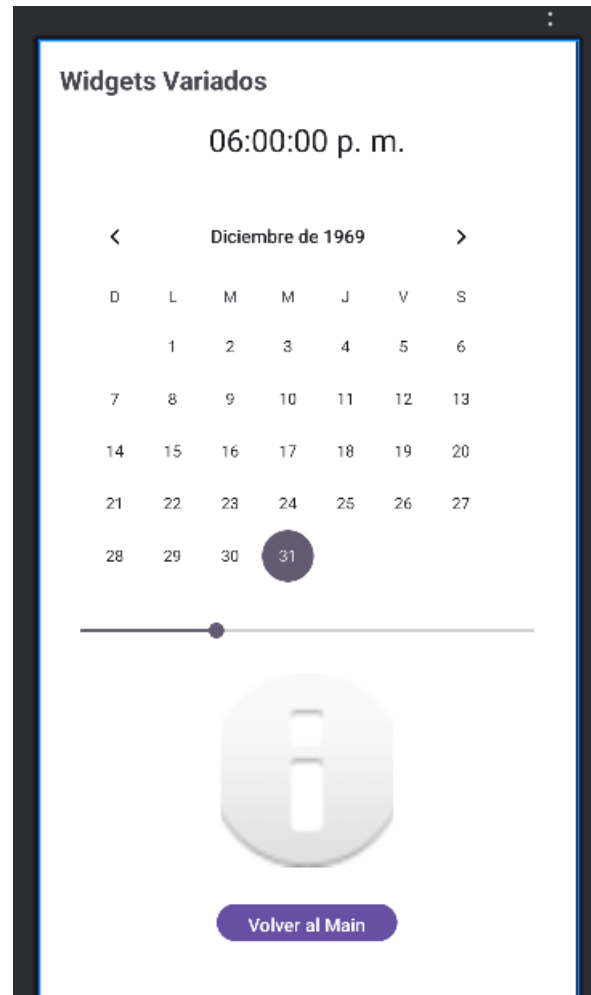 Widgets Variados
06:00:00 p. m.
Diciembre de 1969
D L M M J V S
1 2 3 4 5 6
7 8 9 10 11 12 13
14 15 16 17 18 19 20
21 22 23 24 25 26 27
28 29 30 31
Volver al Main